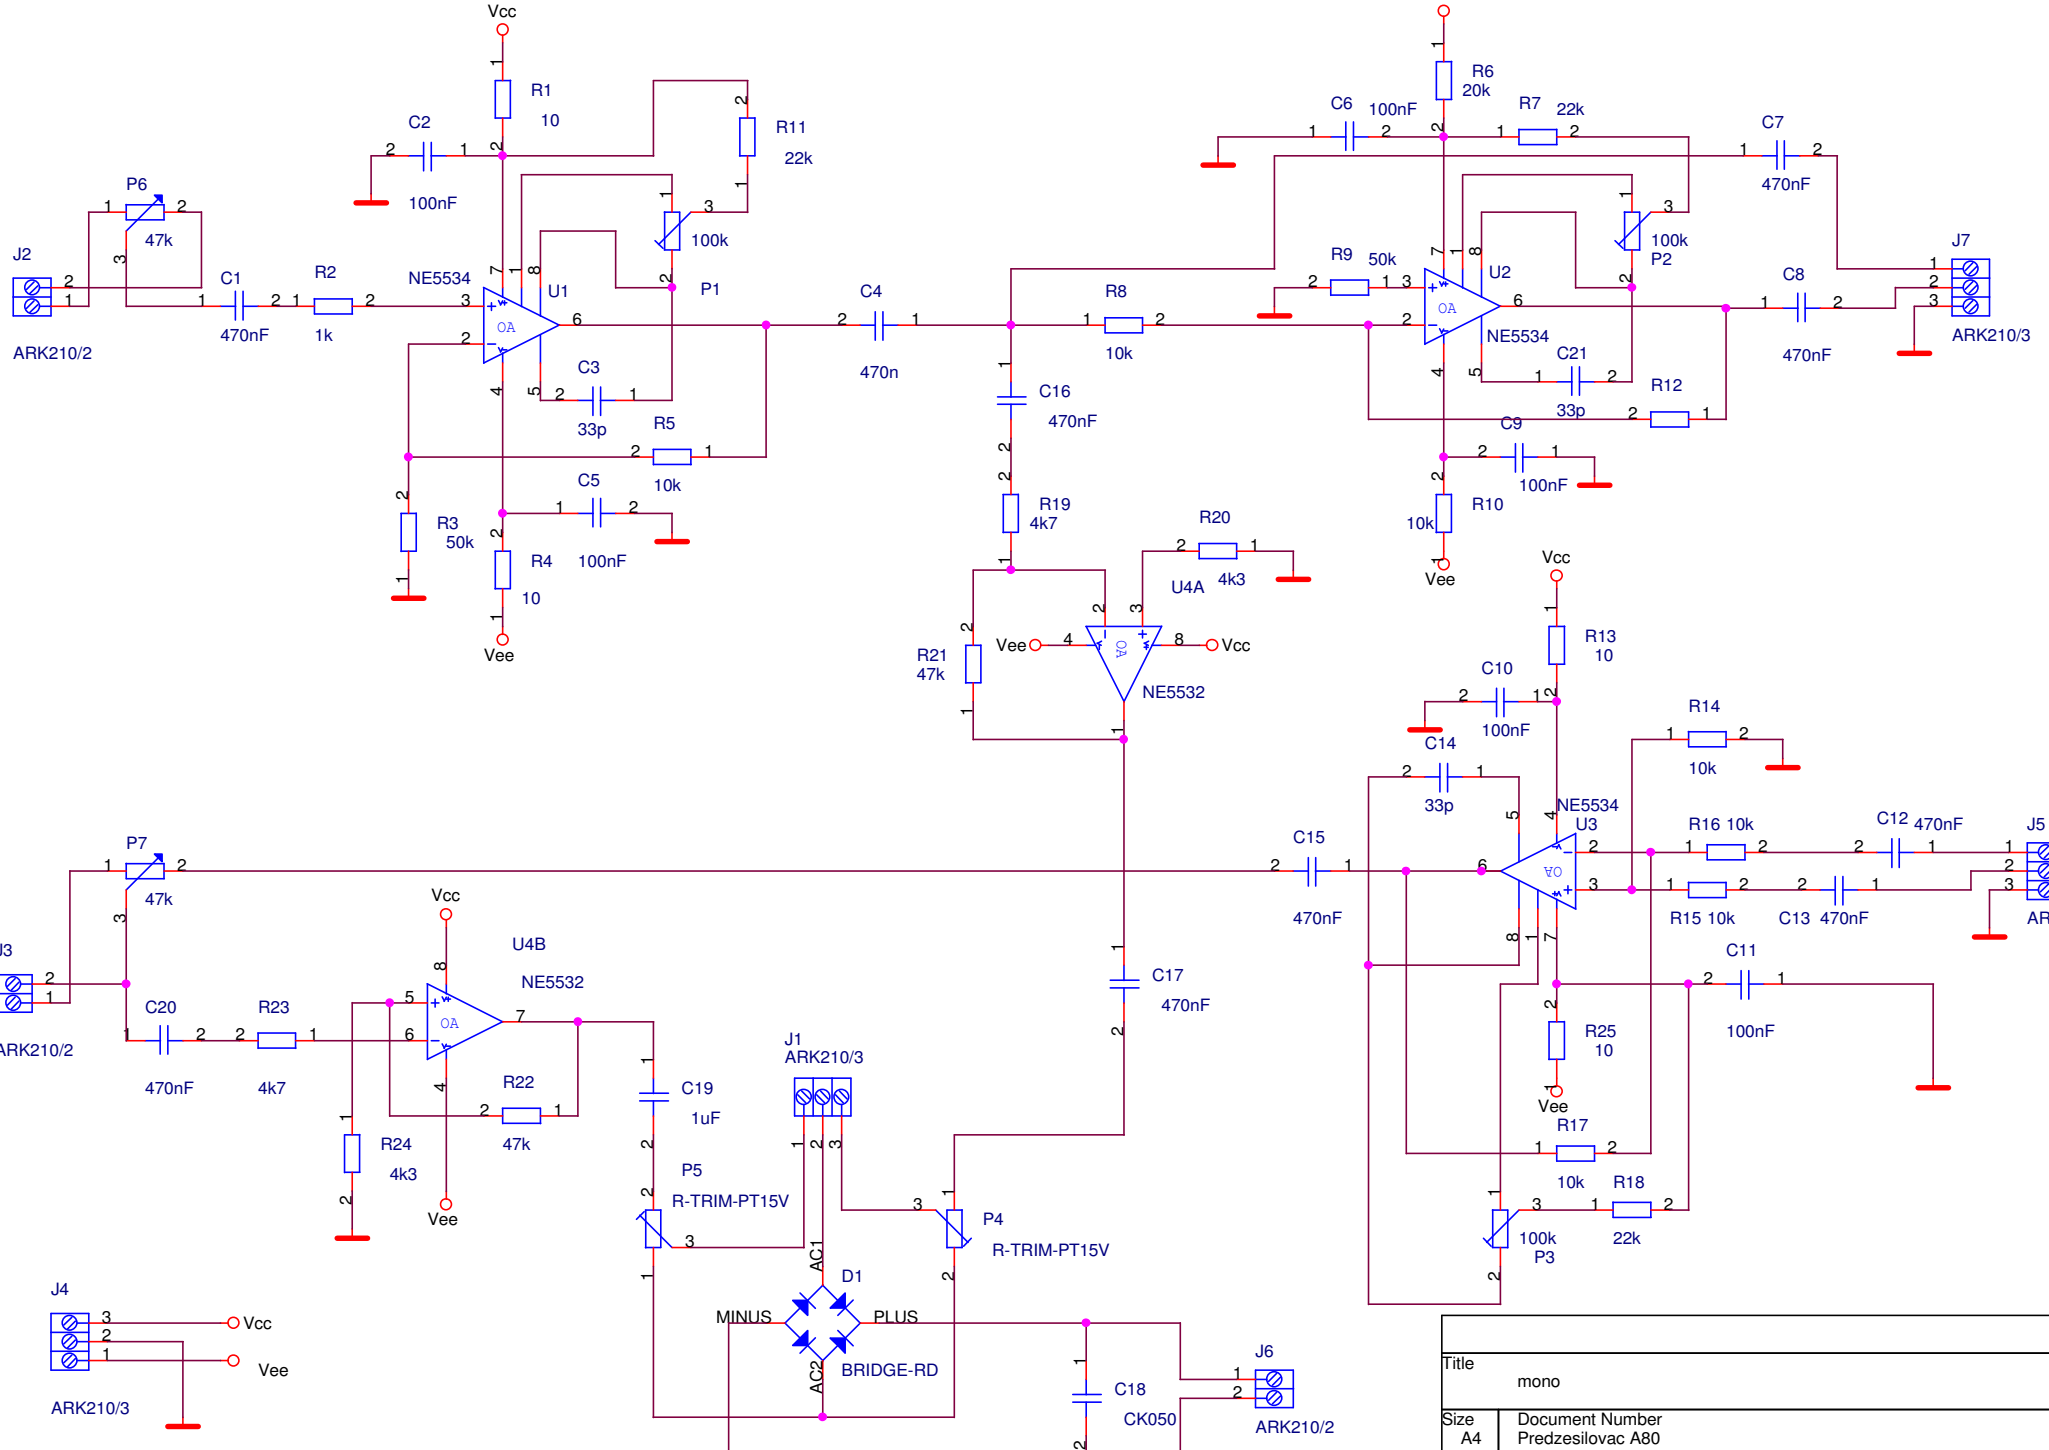 Vcc
R1
10
C2
100nF
R11
22k
P6
47k
J2
ARK210/2
C1
470nF
R2
1k
NE5534
U1
OA
100k
P1
C3
33p
R5
10k
C5
100nF
R3
50k
R4
10
Vee
C4
470n
R8
10k
C16
470nF
R19
4k7
R20
4k3
U4A
R21
47k
Vee
Vcc
OA
NE5532
R6
20k
C6
100nF
R7
22k
C7
470nF
100k
P2
R9
50k
U2
OA
NE5534
C8
470nF
J7
ARK210/3
C21
33p
R12
C9
100nF
R10
10k
Vee
Vcc
R13
10
C10
100nF
R14
10k
C14
33p
NE5534
U3
OA
R16 10k
C12 470nF
J5
R15 10k
C13 470nF
AR
C15
470nF
C11
100nF
R25
10
Vee
R17
10k
R18
22k
100k
P3
P7
47k
Vcc
U4B
NE5532
OA
J3
ARK210/2
C20
470nF
R23
4k7
R22
47k
R24
4k3
Vee
C19
1uF
J1
ARK210/3
C17
470nF
P5
R-TRIM-PT15V
P4
R-TRIM-PT15V
AC1
D1
MINUS
PLUS
AC2
BRIDGE-RD
C18
CK050
J6
ARK210/2
J4
Vcc
Vee
ARK210/3
Title
mono
Size
A4
Document Number
Predzesilovac A80